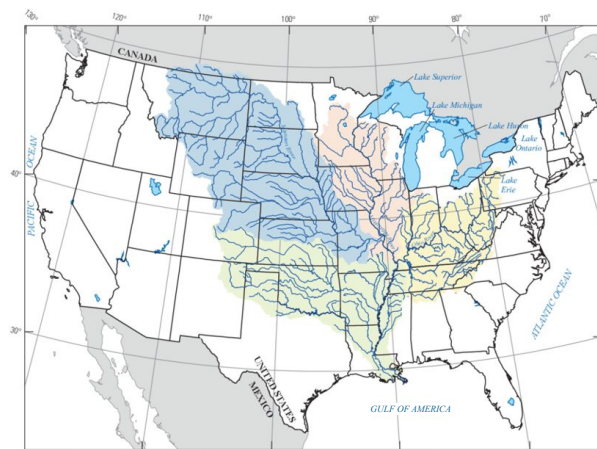 130°
120°
110°
100°
90°
80°
70°
CANADA
Lake Superior
Lake Michigan
Lake Huron
Lake
Ontario
Lake
Erie
40°
PACIFIC OCEAN
30°
ATLANTIC OCEAN
UNITED STATES
MEXICO
GULF OF AMERICA